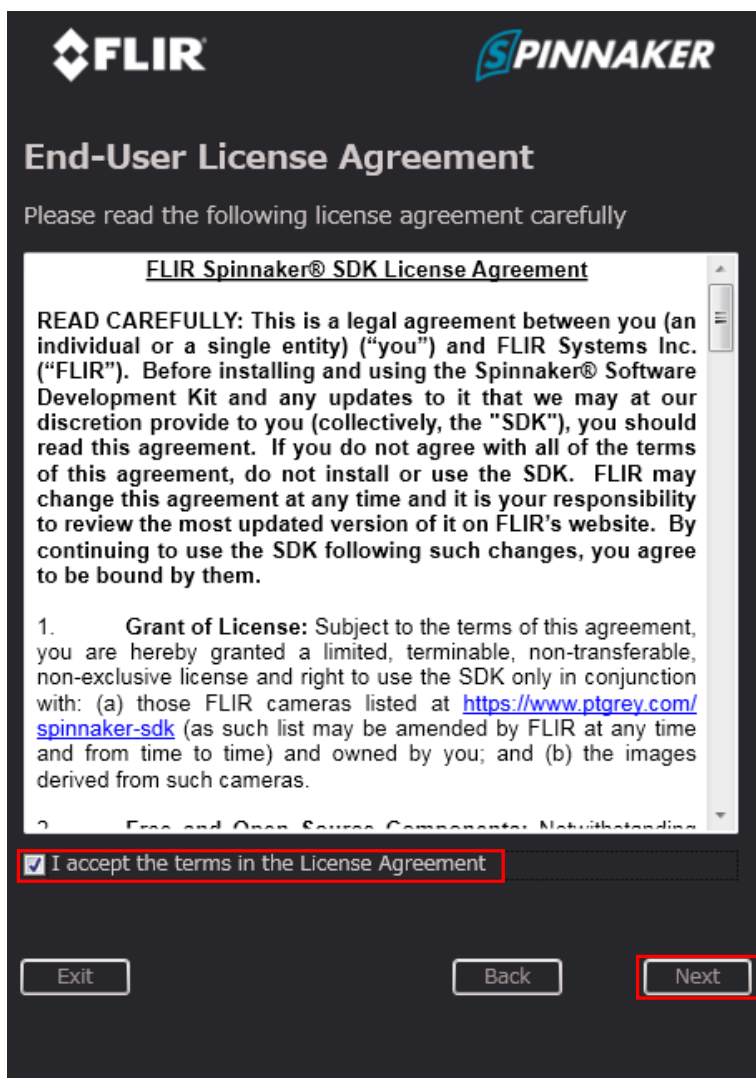 FLIR
SPINNAKER
End-User License Agreement
Please read the following license agreement carefully
FLIR Spinnaker® SDK License Agreement
READ CAREFULLY: This is a legal agreement between you (an
individual or a single entity) (“you”) and FLIR Systems Inc.
(“FLIR”). Before installing and using the Spinnaker® Software
Development Kit and any updates to it that we may at our
discretion provide to you (collectively, the "SDK"), you should
read this agreement. If you do not agree with all of the terms
of this agreement, do not install or use the SDK. FLIR may
change this agreement at any time and it is your responsibility
to review the most updated version of it on FLIR’s website. By
continuing to use the SDK following such changes, you agree
to be bound by them.
1. Grant of License: Subject to the terms of this agreement,
you are hereby granted a limited, terminable, non-transferable,
non-exclusive license and right to use the SDK only in conjunction
with: (a) those FLIR cameras listed at https://www.ptgrey.com/
spinnaker-sdk (as such list may be amended by FLIR at any time
and from time to time) and owned by you; and (b) the images
derived from such cameras.
2. Free and Open Source Components: Notwithstanding
I accept the terms in the License Agreement
Exit
Back
Next